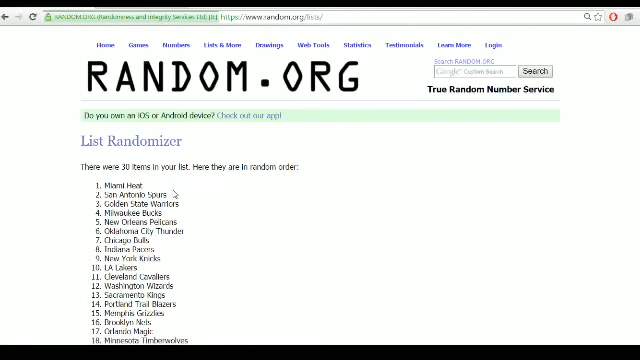 RANDOM.ORG (Randomness and Integrity Services Ltd) [IE] https://www.random.org/lists/
Home Games Numbers Lists & More Drawings Web Tools Statistics Testimonials Learn More Login
RANDOM.ORG
Search RANDOM.ORG
Google™ Custom Search Search
True Random Number Service
Do you own an iOS or Android device? Check out our app!
List Randomizer
There were 30 items in your list. Here they are in random order:
1. Miami Heat
2. San Antonio Spurs
3. Golden State Warriors
4. Milwaukee Bucks
5. New Orleans Pelicans
6. Oklahoma City Thunder
7. Chicago Bulls
8. Indiana Pacers
9. New York Knicks
10. LA Lakers
11. Cleveland Cavaliers
12. Washington Wizards
13. Sacramento Kings
14. Portland Trail Blazers
15. Memphis Grizzlies
16. Brooklyn Nets
17. Orlando Magic
18. Minnesota Timberwolves